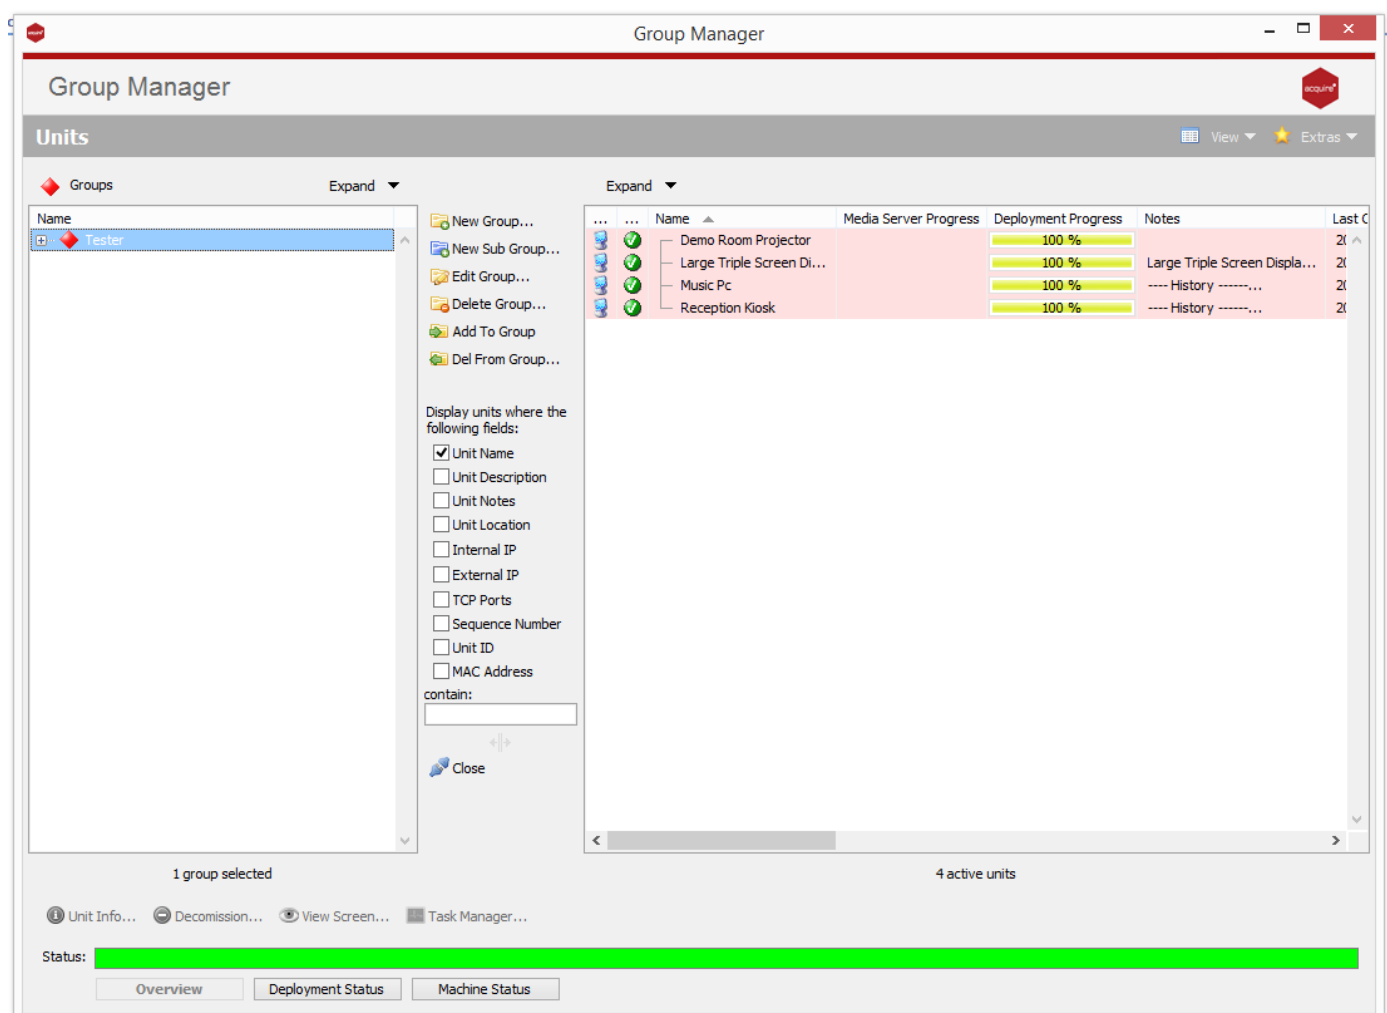 Group Manager
Group Manager
acquire
Units
View
Extras
Groups
Expand
Expand
Name
Tester
New Group...
New Sub Group...
Edit Group...
Delete Group...
Add To Group
Del From Group...
Display units where the
following fields:
Unit Name
Unit Description
Unit Notes
Unit Location
Internal IP
External IP
TCP Ports
Sequence Number
Unit ID
MAC Address
contain:
Close
... ... Name Media Server Progress Deployment Progress Notes Last C
Demo Room Projector 100 % 20
Large Triple Screen Di... 100 % Large Triple Screen Displa... 20
Music Pc 100 % ---- History ------... 20
Reception Kiosk 100 % ---- History ------... 20
1 group selected
4 active units
Unit Info... Decomission... View Screen... Task Manager...
Status:
Overview Deployment Status Machine Status